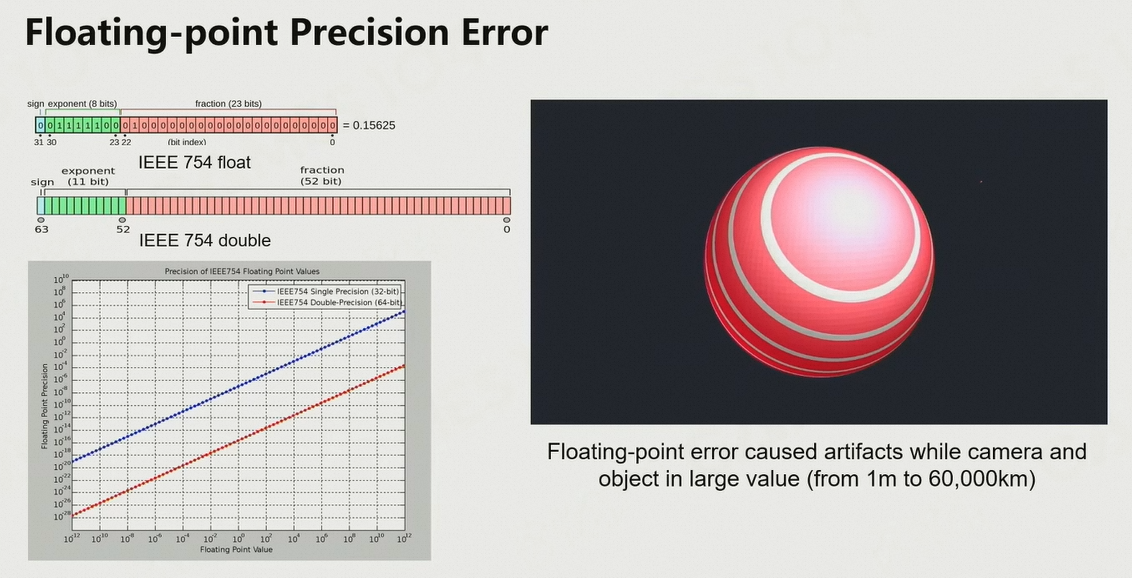 Floating-point Precision Error
sign exponent (8 bits) fraction (23 bits)
0 0 1 1 1 1 1 0 0 0 1 0 0 0 0 0 0 0 0 0 0 0 0 0 0 0 0 0 0 0 0 0 = 0.15625
31 30 23 22 (bit index) 0
IEEE 754 float
exponent fraction
sign (11 bit) (52 bit)
63 52 0
IEEE 754 double
Precision of IEEE754 Floating Point Values
IEEE754 Single Precision (32-bit)
IEEE754 Double-Precision (64-bit)
10^10
10^8
10^6
10^4
10^2
10^0
10^-2
10^-4
10^-6
10^-8
10^-10
10^-12
10^-14
10^-16
10^-18
10^-20
10^-22
10^-24
10^-26
10^-28
Floating Point Precision
10^12 10^10 10^8 10^6 10^4 10^2 10^0 10^2 10^4 10^6 10^8 10^10 10^12
Floating Point Value
Floating-point error caused artifacts while camera and
object in large value (from 1m to 60,000km)